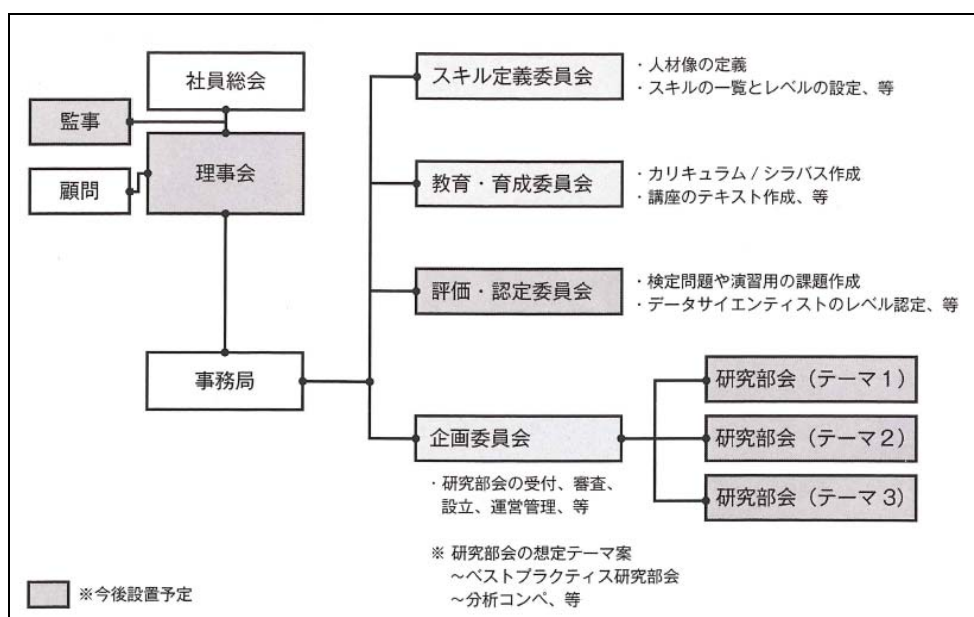 社員総会
監事
理事会
顧問
事務局
スキル定義委員会
・人材像の定義
・スキルの一覧とレベルの設定、等
教育・育成委員会
・カリキュラム / シラバス作成
・講座のテキスト作成、等
評価・認定委員会
・検定問題や演習用の課題作成
・データサイエンティストのレベル認定、等
企画委員会
・研究部会の受付、審査、
設立、運営管理、等
※ 研究部会の想定テーマ案
～ベストプラクティス研究部会
～分析コンペ、等
研究部会（テーマ1）
研究部会（テーマ2）
研究部会（テーマ3）
※今後設置予定